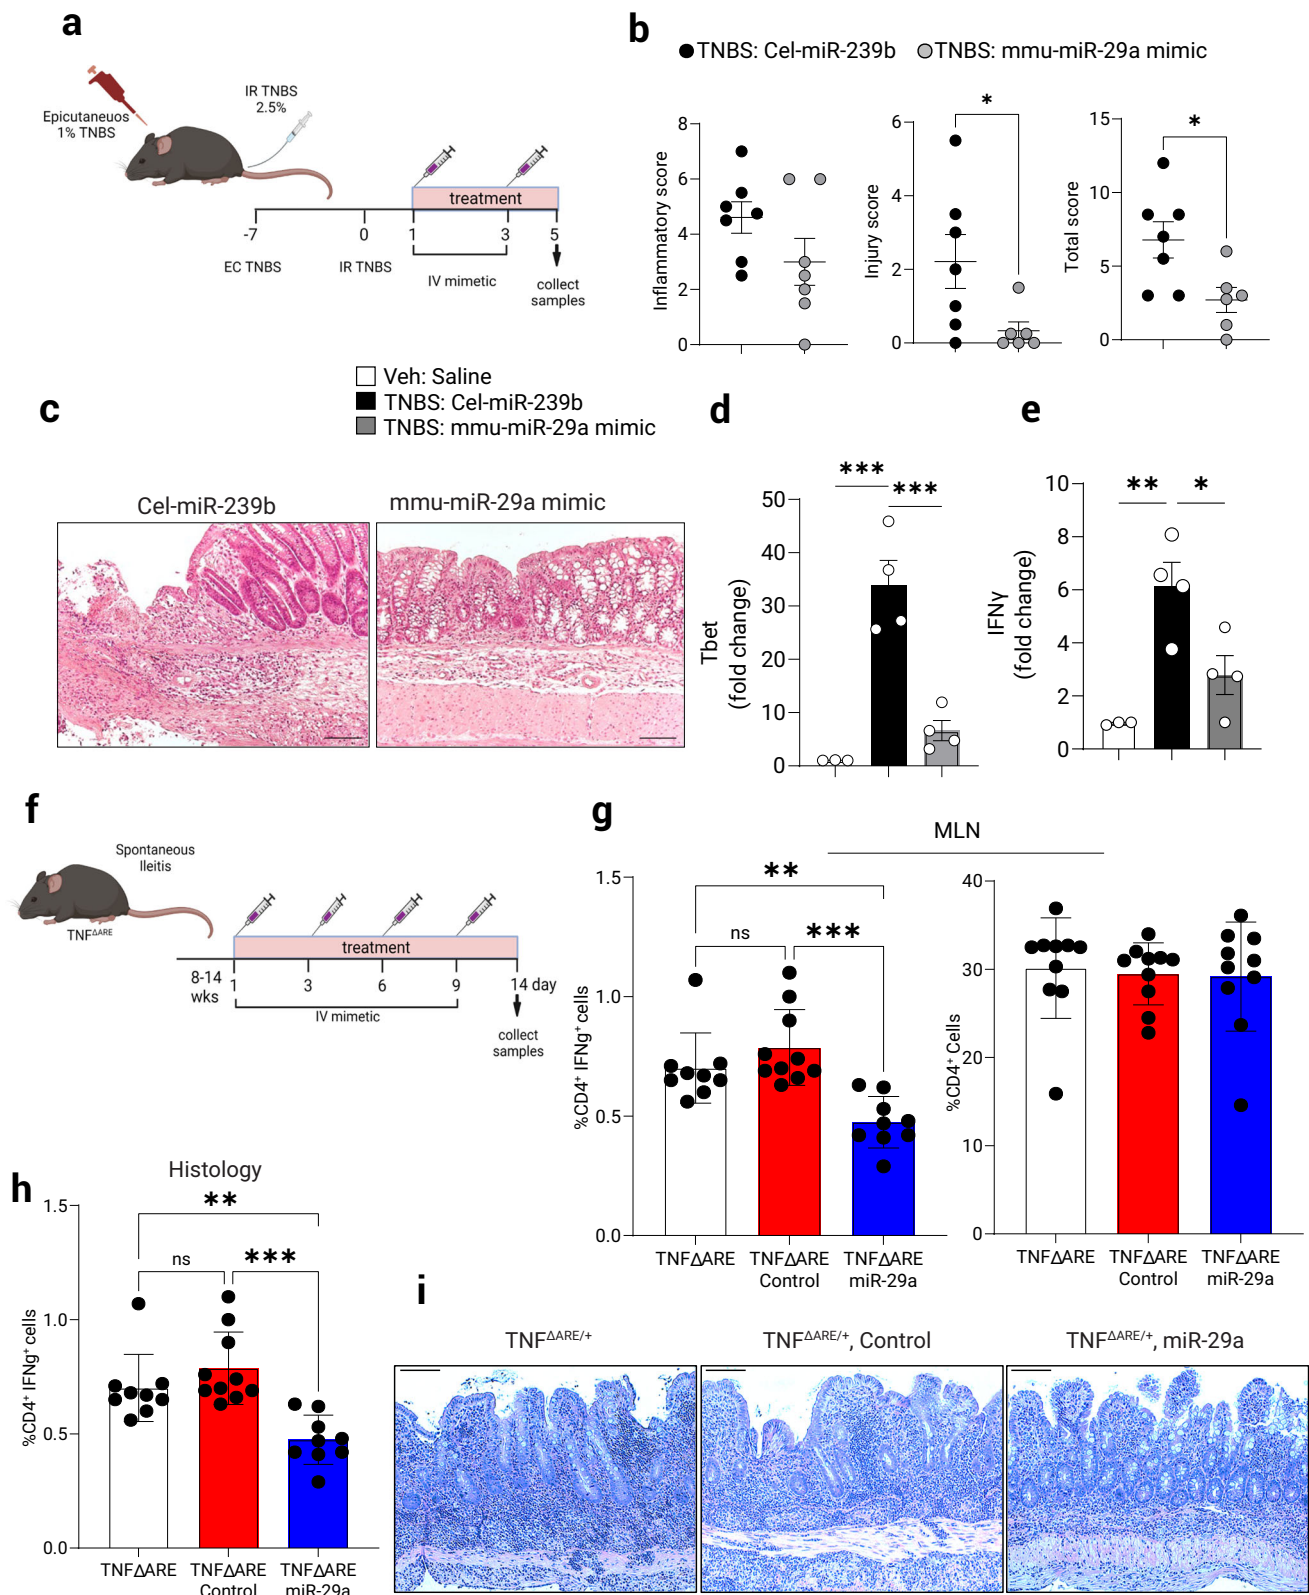 a
Epicutaneuos
1% TNBS
IR TNBS
2.5%
treatment
-7
0
1
3
5
EC TNBS
IR TNBS
IV mimetic
collect
samples
b
TNBS: Cel-miR-239b
TNBS: mmu-miR-29a mimic
Inflammatory score
8
6
4
2
0
Injury score
6
4
2
0
*
Total score
15
10
5
0
*
Veh: Saline
TNBS: Cel-miR-239b
TNBS: mmu-miR-29a mimic
c
Cel-miR-239b
mmu-miR-29a mimic
d
Tbet
(fold change)
50
40
30
20
10
0
***
***
e
IFNγ
(fold change)
10
8
6
4
2
0
**
*
f
Spontaneous
Ileitis
TNF^ΔARE
treatment
8-14
wks
1
3
6
9
14 day
IV mimetic
collect
samples
g
MLN
%CD4⁺ IFNg⁺ cells
1.5
1.0
0.5
0.0
**
ns
***
TNFΔARE
TNFΔARE
Control
TNFΔARE
miR-29a
%CD4⁺ Cells
40
30
20
10
0
TNFΔARE
TNFΔARE
Control
TNFΔARE
miR-29a
h
Histology
%CD4⁺ IFNg⁺ cells
1.5
1.0
0.5
0.0
**
ns
***
TNFΔARE
TNFΔARE
Control
TNFΔARE
miR-29a
i
TNF^ΔARE/+
TNF^ΔARE/+, Control
TNF^ΔARE/+, miR-29a